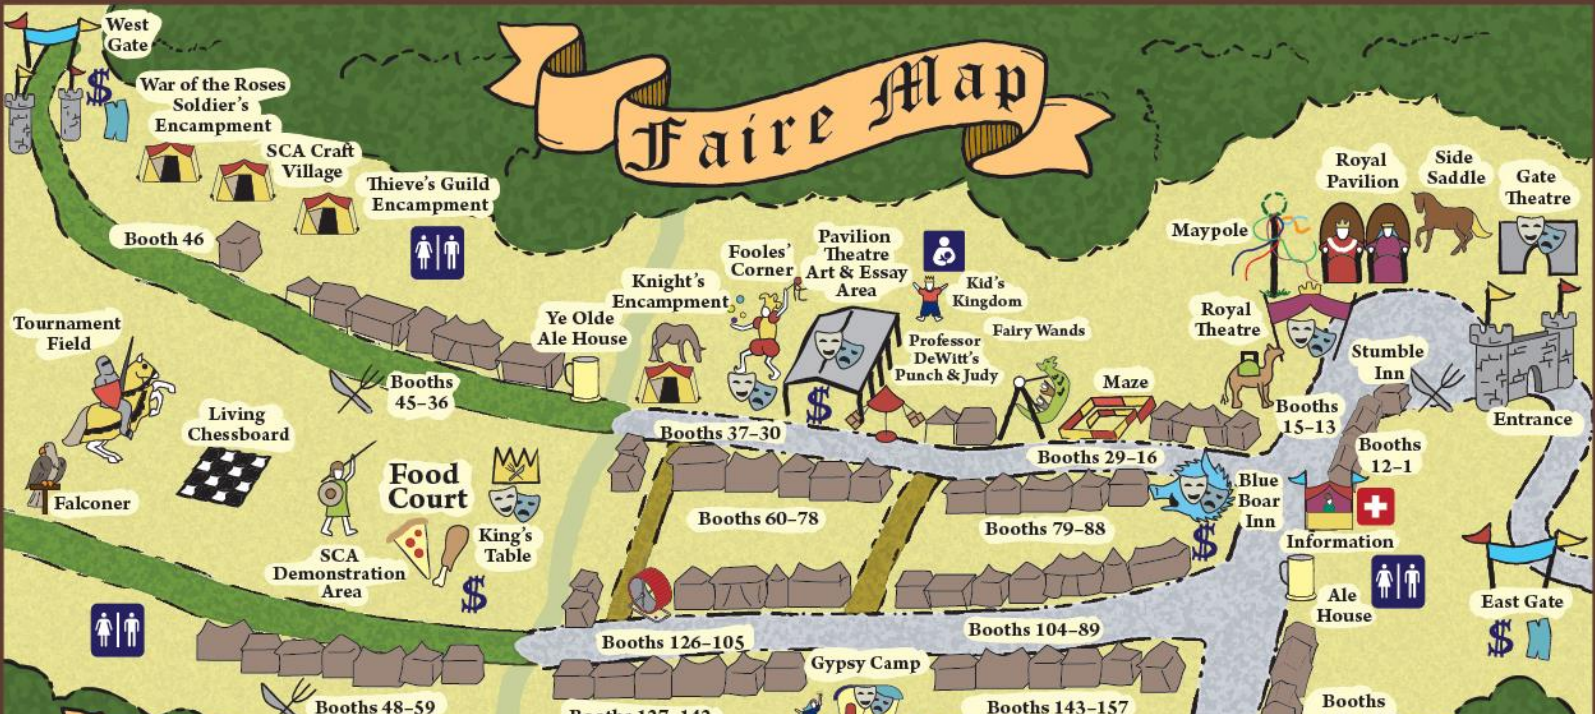 Faire Map
West
Gate
$
War of the Roses
Soldier's
Encampment
SCA Craft
Village
Thieve's Guild
Encampment
Booth 46
Tournament
Field
Living
Chessboard
Falconer
Booths
45–36
Ye Olde
Ale House
Knight's
Encampment
Fooles'
Corner
Pavilion
Theatre
Art & Essay
Area
$
Kid's
Kingdom
Professor
DeWitt's
Punch & Judy
Fairy Wands
Maze
Maypole
Royal
Pavilion
Side
Saddle
Gate
Theatre
Royal
Theatre
Stumble
Inn
Entrance
Booths
15–13
Booths
12–1
Booths 37–30
Booths 29–16
Blue
Boar
Inn
$
Information
Food
Court
$
King's
Table
SCA
Demonstration
Area
Booths 60–78
Booths 79–88
Ale
House
East Gate
$
Booths 126–105
Booths 104–89
Gypsy Camp
Booths 48–59
Booths 127–142
Booths 143–157
Booths